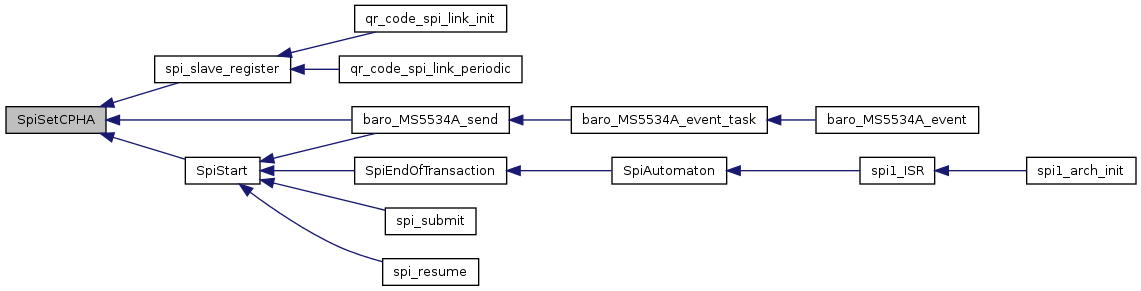 qr_code_spi_link_init
spi_slave_register
qr_code_spi_link_periodic
SpiSetCPHA
baro_MS5534A_send
baro_MS5534A_event_task
baro_MS5534A_event
SpiStart
SpiEndOfTransaction
SpiAutomaton
spi1_ISR
spi1_arch_init
spi_submit
spi_resume